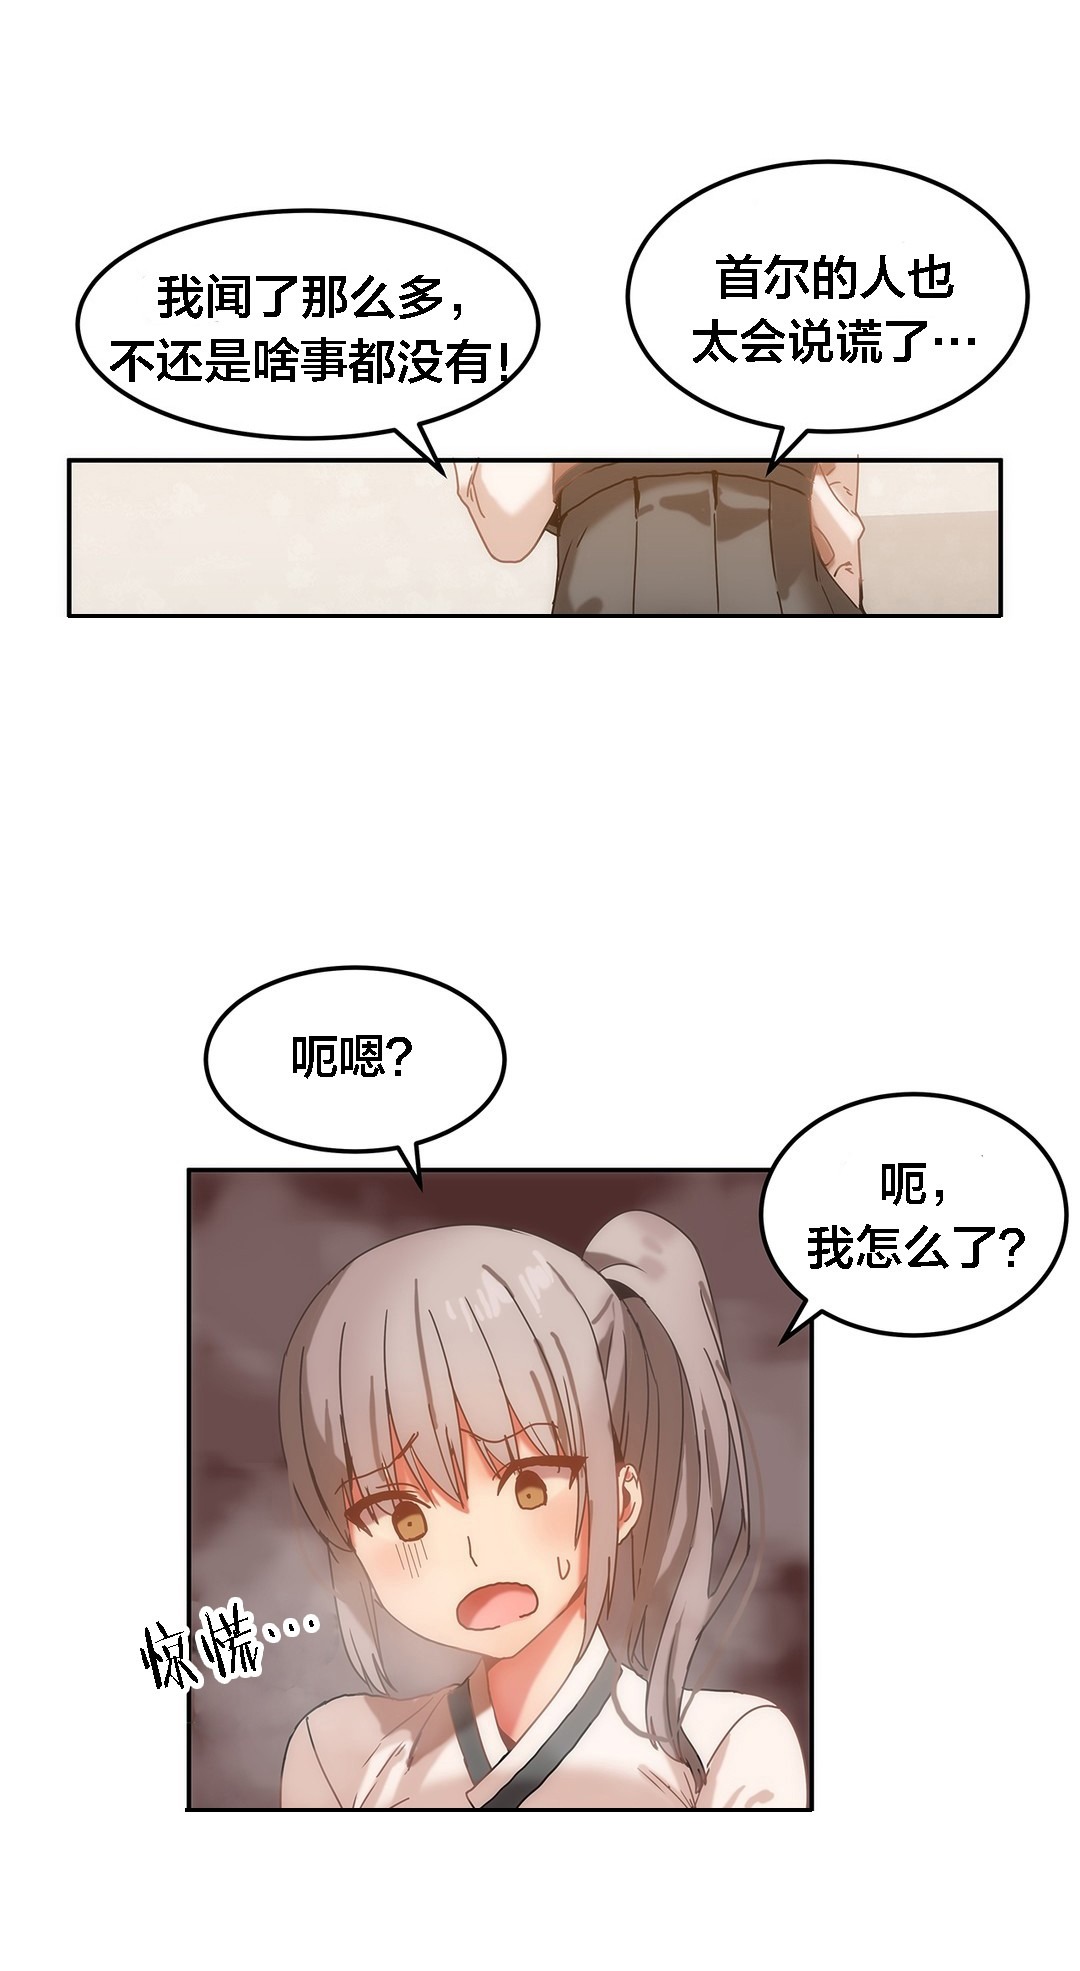 首尔的人也
太会说谎了…
我闻了那么多，
不还是啥事都没有！
呃嗯？
呃，
我怎么了？
惊慌…